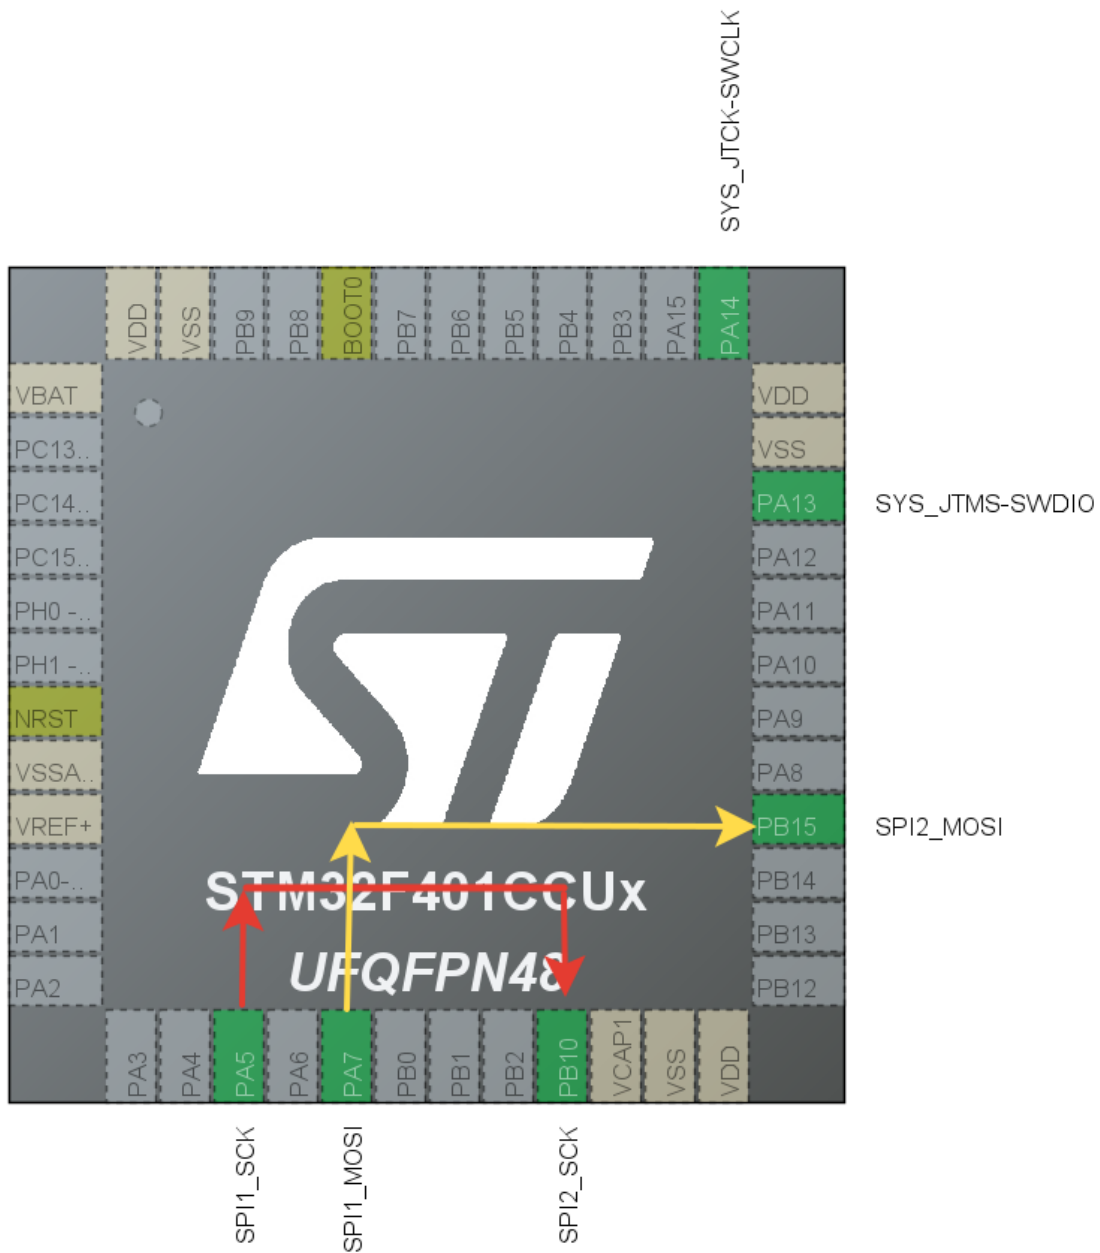 SYS_JTCK-SWCLK
VDD
VSS
PB9
PB8
BOOT0
PB7
PB6
PB5
PB4
PB3
PA15
PA14
VBAT
PC13..
PC14..
PC15..
PH0 -..
PH1 -..
NRST
VSSA..
VREF+
PA0-..
PA1
PA2
VDD
VSS
PA13
SYS_JTMS-SWDIO
PA12
PA11
PA10
PA9
PA8
PB15
SPI2_MOSI
PB14
PB13
PB12
STM32F401CCUx
UFQFPN48
PA3
PA4
PA5
PA6
PA7
PB0
PB1
PB2
PB10
VCAP1
VSS
VDD
SPI1_SCK
SPI1_MOSI
SPI2_SCK